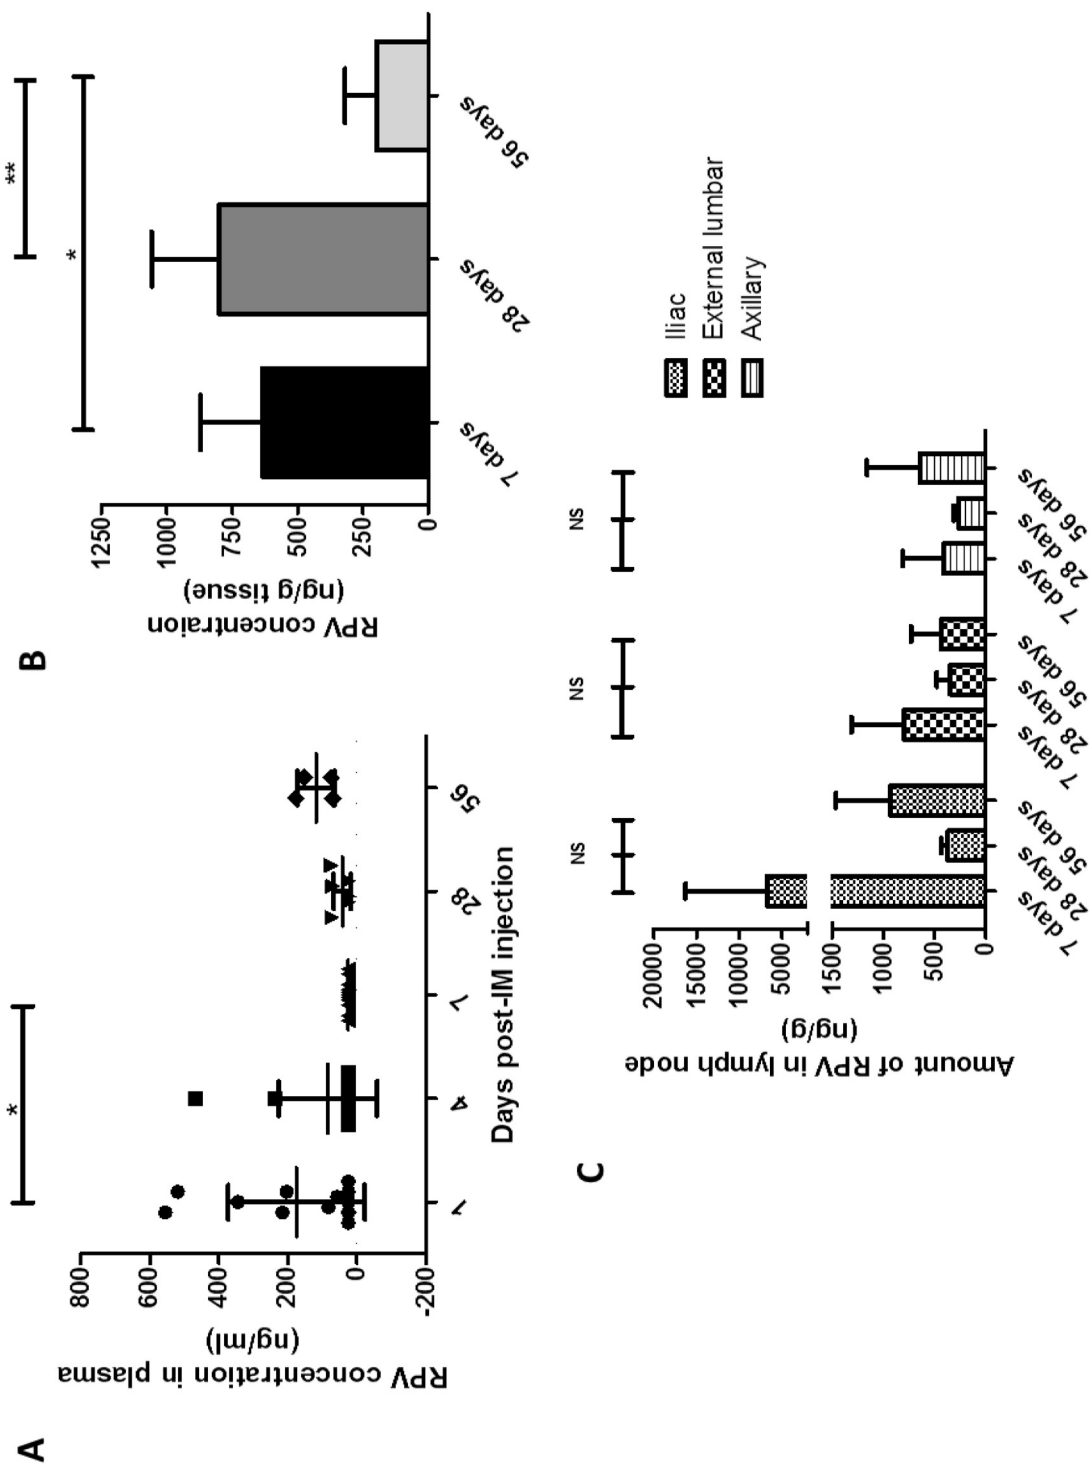 A
RPV concentration in plasma
(ng/ml)
800
600
400
200
0
-200
*
1
4
7
28
56
Days post-IM injection
B
RPV concentraion
(ng/g tissue)
1250
1000
750
500
250
0
**
*
7 days
28 days
56 days
C
Amount of RPV in lymph node
(ng/g)
20000
15000
10000
5000
1500
1000
500
0
NS
NS
NS
7 days
28 days
56 days
7 days
28 days
56 days
7 days
28 days
56 days
Iliac
External lumbar
Axillary